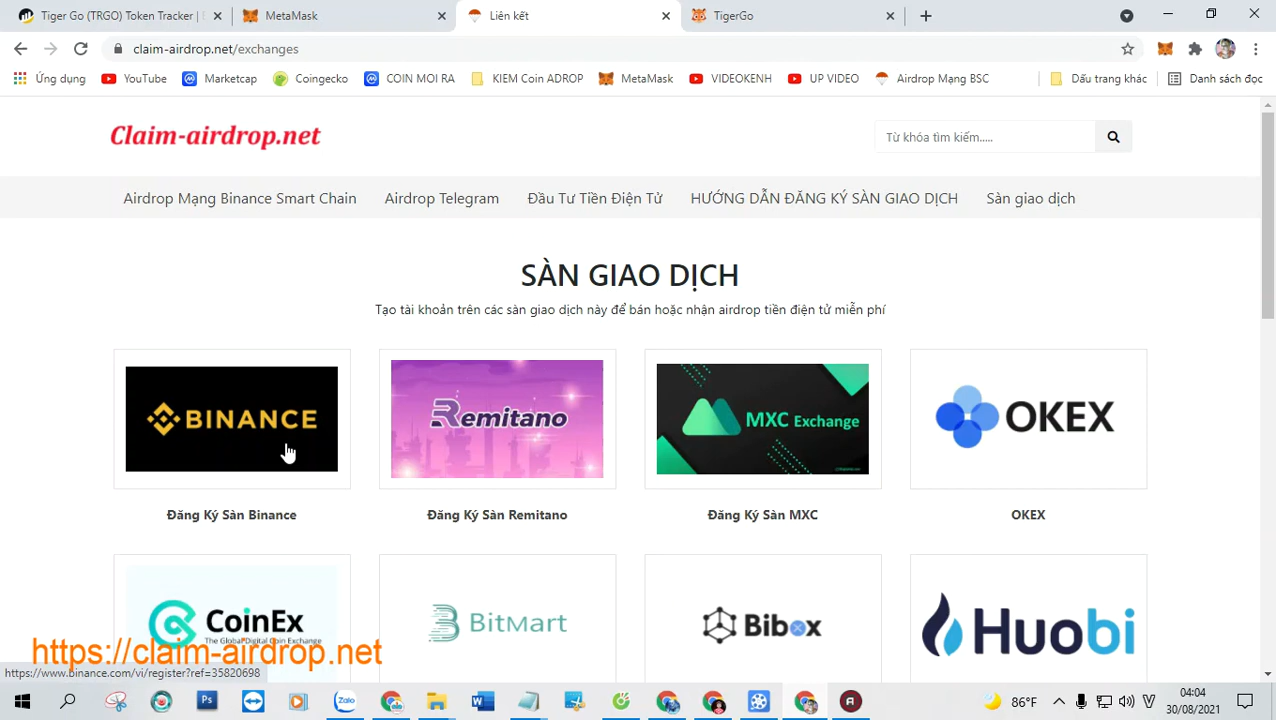 Tiger Go (TRGO) Token Tracker |
MetaMask
Liên kết
TigerGo
claim-airdrop.net/exchanges
Ứng dụng
YouTube
Marketcap
Coingecko
COIN MOI RA
KIEM Coin ADROP
MetaMask
VIDEOKENH
UP VIDEO
Airdrop Mạng BSC
Dấu trang khác
Danh sách đọc
Claim-airdrop.net
Từ khóa tìm kiếm.....
Airdrop Mạng Binance Smart Chain
Airdrop Telegram
Đầu Tư Tiền Điện Tử
HƯỚNG DẪN ĐĂNG KÝ SÀN GIAO DỊCH
Sàn giao dịch
SÀN GIAO DỊCH
Tạo tài khoản trên các sàn giao dịch này để bán hoặc nhận airdrop tiền điện tử miễn phí
BINANCE
Remitano
MXC Exchange
OKEX
Đăng Ký Sàn Binance
Đăng Ký Sàn Remitano
Đăng Ký Sàn MXC
OKEX
CoinEx
The Global Digital Coin Exchange
BitMart
Bibox
Huobi
https://claim-airdrop.net
https://www.binance.com/vi/register?ref=35820698
Ps
Zalo
86°F
04:04
30/08/2021